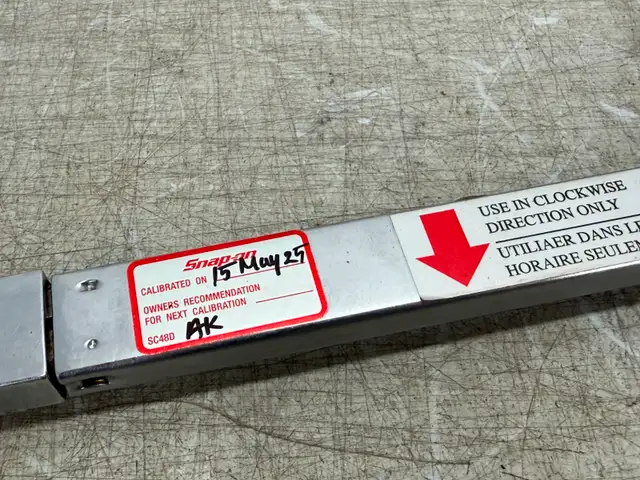 Snap-on
CALIBRATED ON 15 May 25
OWNERS RECOMMENDATION
FOR NEXT CALIBRATION
SC48D AK
USE IN CLOCKWISE
DIRECTION ONLY
UTILIAER DANS LE
HORAIRE SEULEM